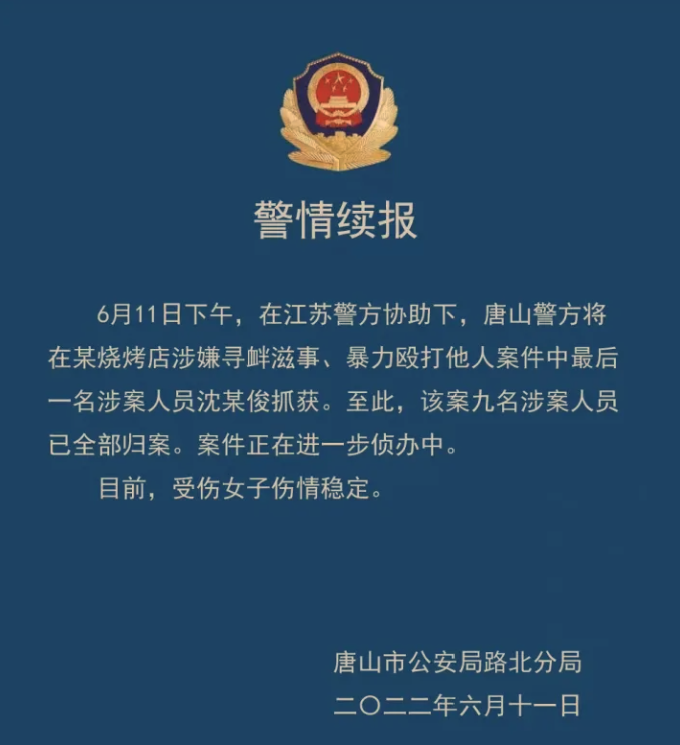 警情续报
6月11日下午，在江苏警方协助下，唐山警方将
在某烧烤店涉嫌寻衅滋事、暴力殴打他人案件中最后
一名涉案人员沈某俊抓获。至此，该案九名涉案人员
已全部归案。案件正在进一步侦办中。
目前，受伤女子伤情稳定。
唐山市公安局路北分局
二〇二二年六月十一日